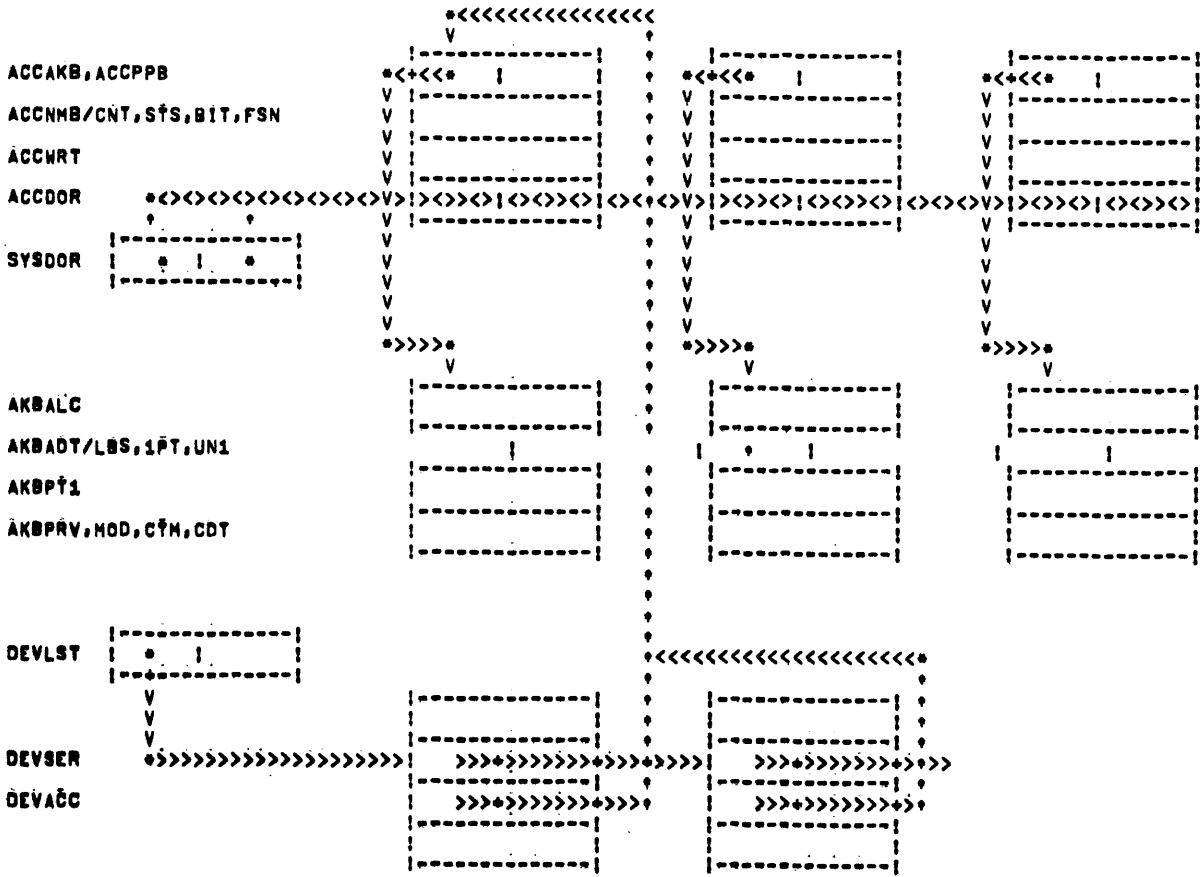 ACCAKB,ACCPPB
ACCNMB/CNT,STS,BIT,FSN
ACCWRT
ACCDOR
SYSDOR
AKBALC
AKBADT/LBS,1PT,UN1
AKBPT1
AKBPRV,MOD,CTM,CDT
DEVLST
DEVSER
DEVACC